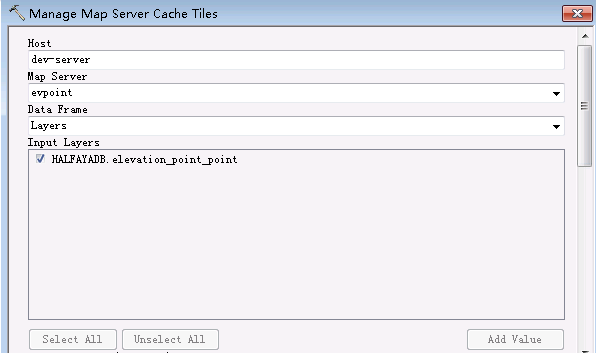 Manage Map Server Cache Tiles
Host
dev-server
Map Server
evpoint
Data Frame
Layers
Input Layers
HALFAYADB.elevation_point_point
Select All Unselect All Add Value